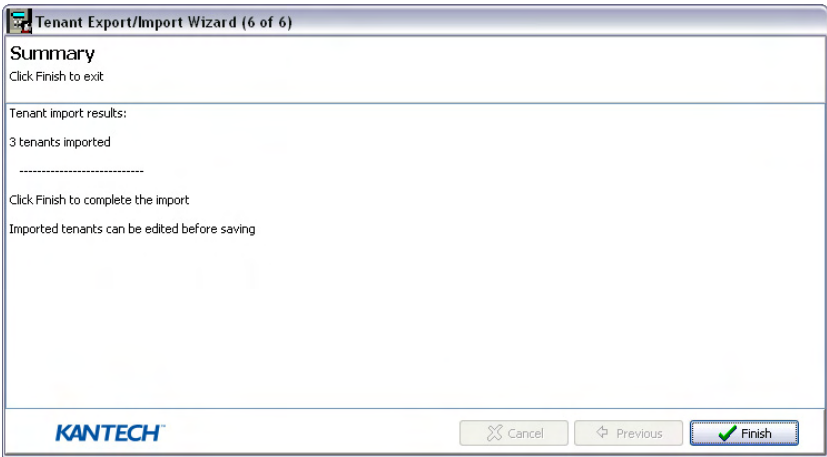 Tenant Export/Import Wizard (6 of 6)
Summary
Click Finish to exit
Tenant import results:
3 tenants imported
----------------------------
Click Finish to complete the import
Imported tenants can be edited before saving
KANTECH™
Cancel
Previous
Finish